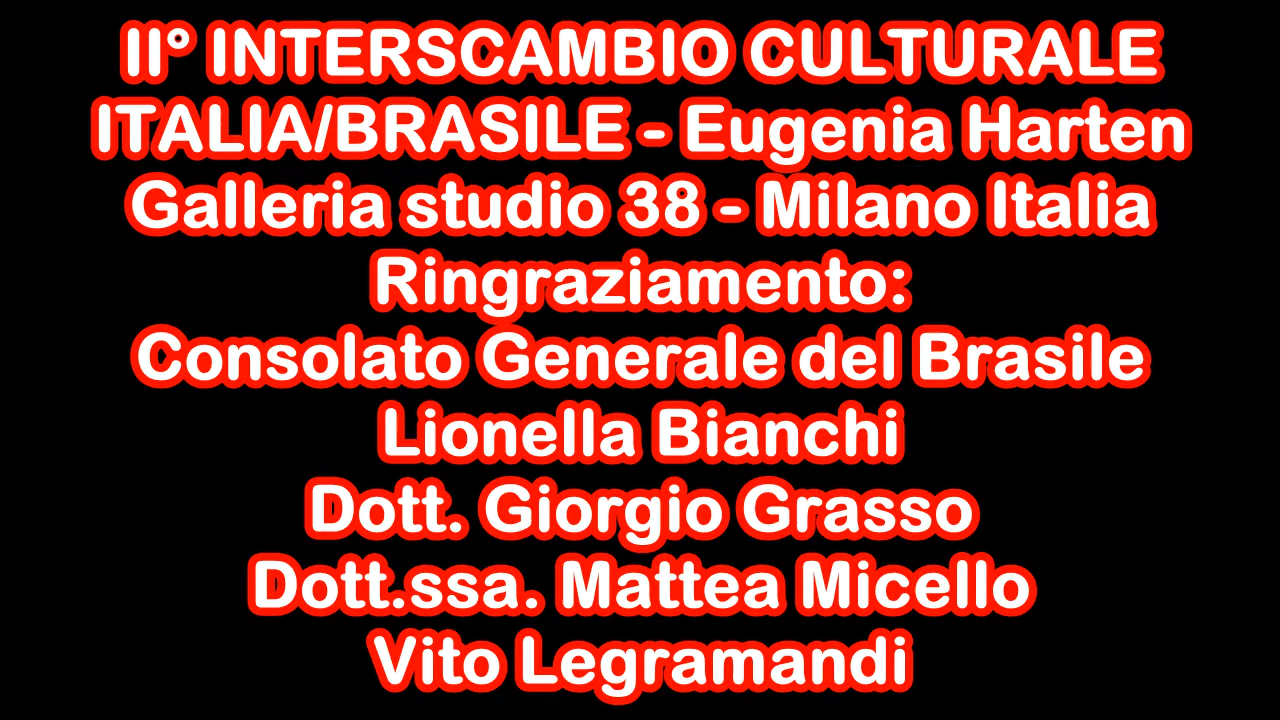 II° INTERSCAMBIO CULTURALE
ITALIA/BRASILE - Eugenia Harten
Galleria studio 38 - Milano Italia
Ringraziamento:
Consolato Generale del Brasile
Lionella Bianchi
Dott. Giorgio Grasso
Dott.ssa. Mattea Micello
Vito Legramandi